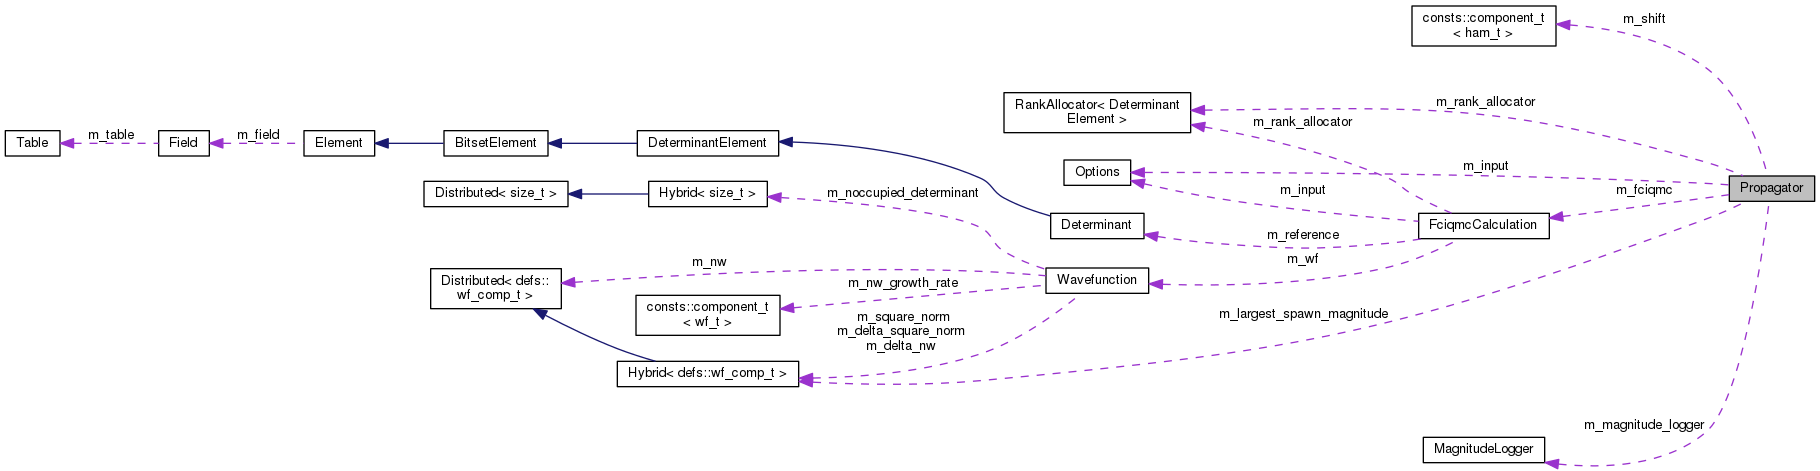 consts::component_t
< ham_t >
m_shift
RankAllocator< Determinant
Element >
m_rank_allocator
m_rank_allocator
Table
m_table
Field
m_field
Element
BitsetElement
DeterminantElement
Options
m_input
m_input
Propagator
m_fciqmc
Distributed< size_t >
Hybrid< size_t >
m_noccupied_determinant
Determinant
m_reference
FciqmcCalculation
m_wf
Distributed< defs::
wf_comp_t >
m_nw
Wavefunction
m_nw_growth_rate
consts::component_t
< wf_t >
m_square_norm
m_delta_square_norm
m_delta_nw
m_largest_spawn_magnitude
Hybrid< defs::wf_comp_t >
m_magnitude_logger
MagnitudeLogger